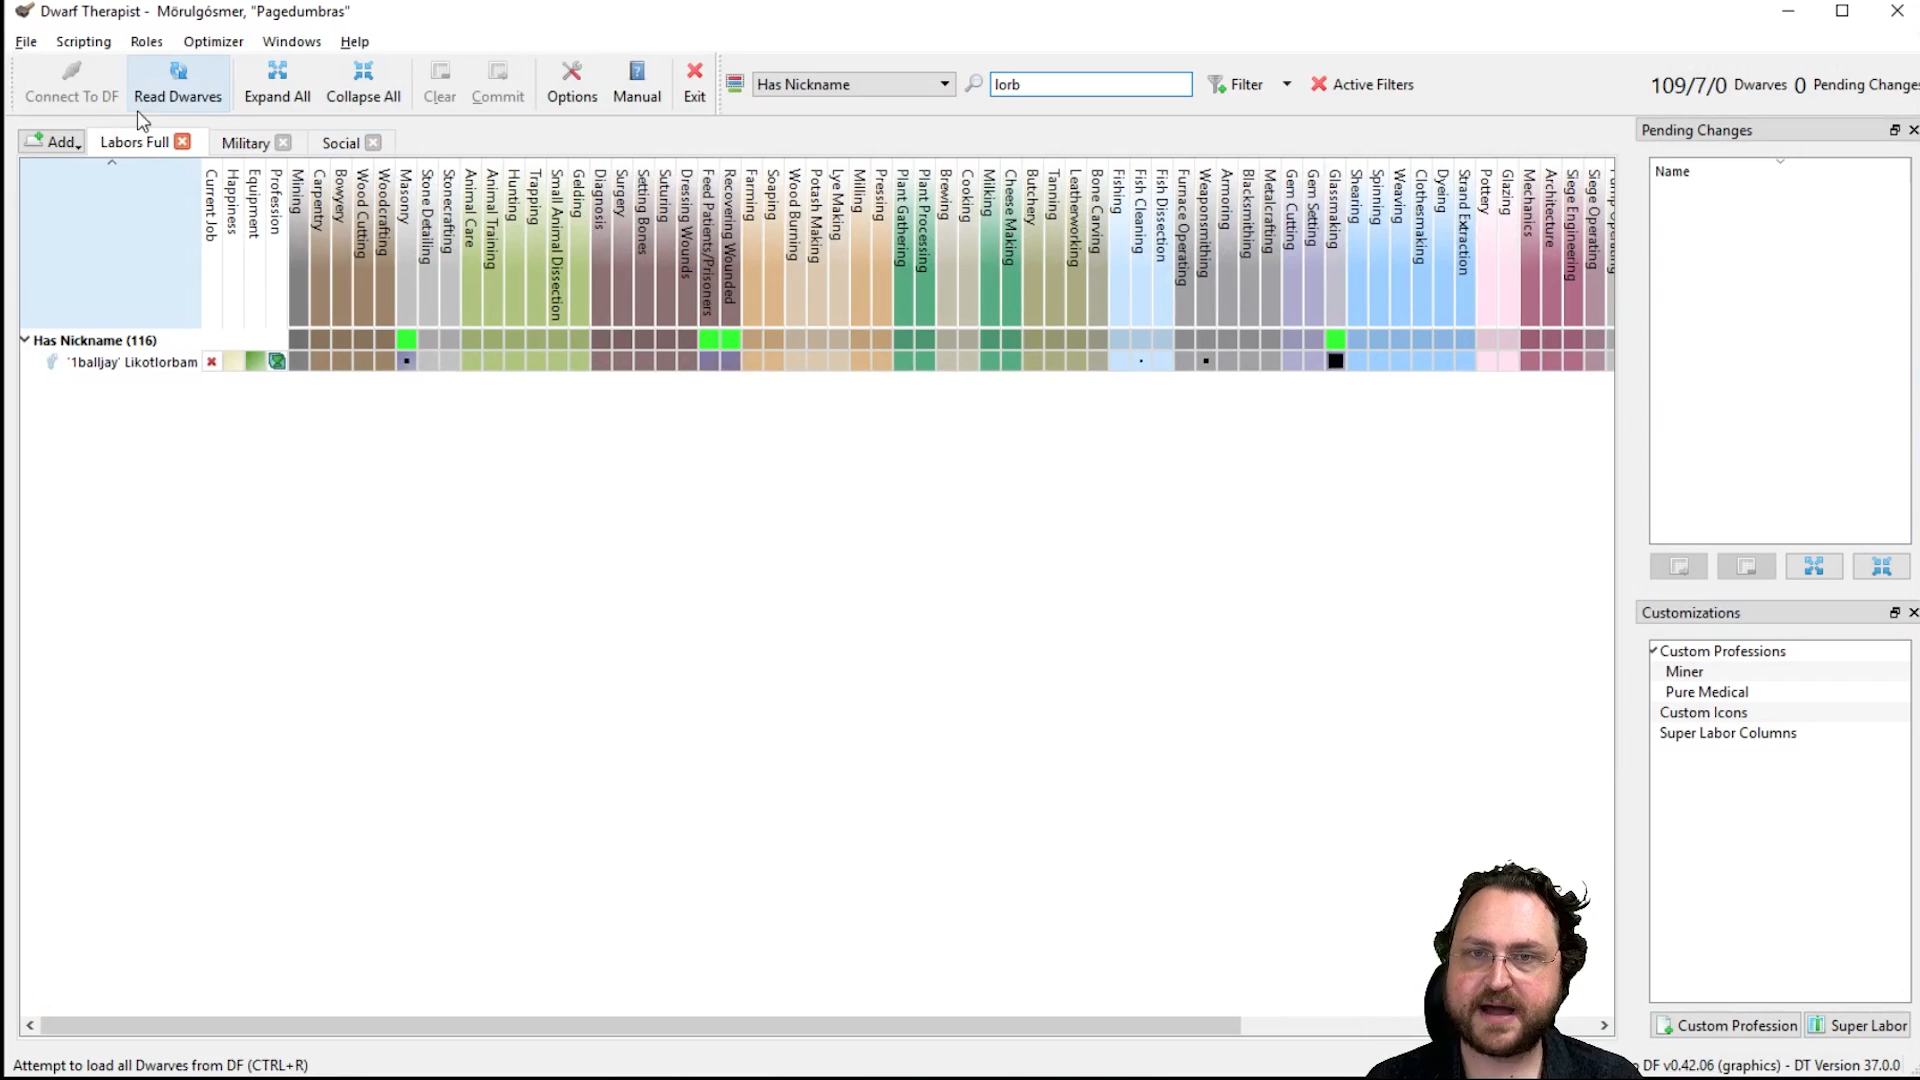 Dwarf Therapist - Mörulgósmer, "Pagedumbras"
File Scripting Roles Optimizer Windows Help
Connect To DF Read Dwarves Expand All Collapse All Clear Commit Options Manual Exit Has Nickname lorb Filter Active Filters 109/7/0 Dwarves 0 Pending Changes
Add Labors Full Military Social
Current Job
Happiness
Equipment
Profession
Mining
Carpentry
Bowyery
Wood Cutting
Woodcrafting
Masonry
Stone Detailing
Stonecrafting
Animal Care
Animal Training
Hunting
Trapping
Small Animal Dissection
Gelding
Diagnosis
Surgery
Setting Bones
Suturing
Dressing Wounds
Feed Patients/Prisoners
Recovering Wounded
Farming
Soaping
Wood Burning
Potash Making
Lye Making
Milling
Pressing
Plant Gathering
Plant Processing
Brewing
Cooking
Milking
Cheese Making
Butchery
Tanning
Leatherworking
Bone Carving
Fishing
Fish Cleaning
Fish Dissection
Furnace Operating
Weaponsmithing
Armoring
Blacksmithing
Metalcrafting
Gem Cutting
Gem Setting
Glassmaking
Shearing
Spinning
Weaving
Clothesmaking
Dyeing
Strand Extraction
Pottery
Glazing
Mechanics
Architecture
Siege Engineering
Siege Operating
Has Nickname (116)
'1balljay' Likotlorbam
Pending Changes
Name
Customizations
Custom Professions
Miner
Pure Medical
Custom Icons
Super Labor Columns
Custom Profession Super Labor
Attempt to load all Dwarves from DF (CTRL+R)
DF v0.42.06 (graphics) - DT Version 37.0.0